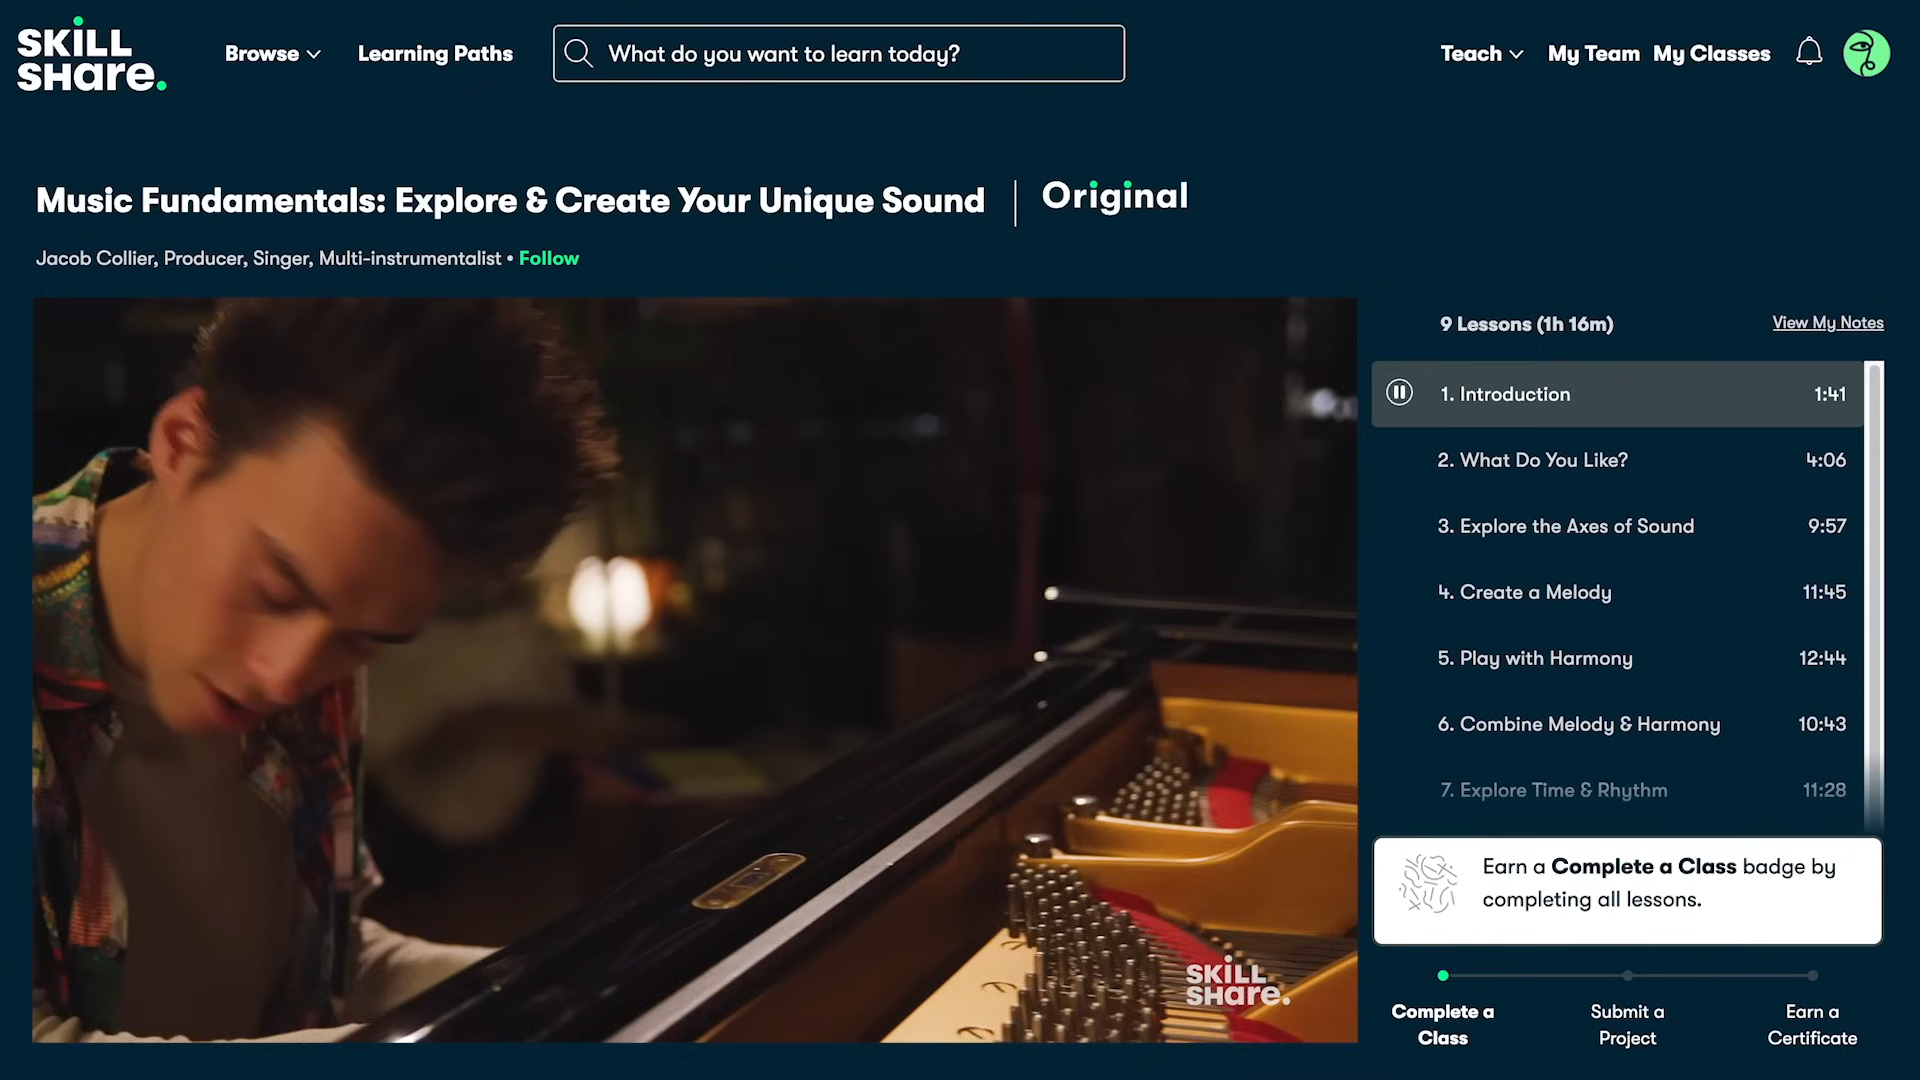 SKILL
SHare.
Browse
Learning Paths
What do you want to learn today?
Teach
My Team
My Classes
Music Fundamentals: Explore & Create Your Unique Sound
Original
Jacob Collier, Producer, Singer, Multi-instrumentalist • Follow
9 Lessons (1h 16m)
View My Notes
1. Introduction 1:41
2. What Do You Like? 4:06
3. Explore the Axes of Sound 9:57
4. Create a Melody 11:45
5. Play with Harmony 12:44
6. Combine Melody & Harmony 10:43
7. Explore Time & Rhythm 11:28
Earn a Complete a Class badge by
completing all lessons.
SKILL
SHare.
Complete a
Class
Submit a
Project
Earn a
Certificate